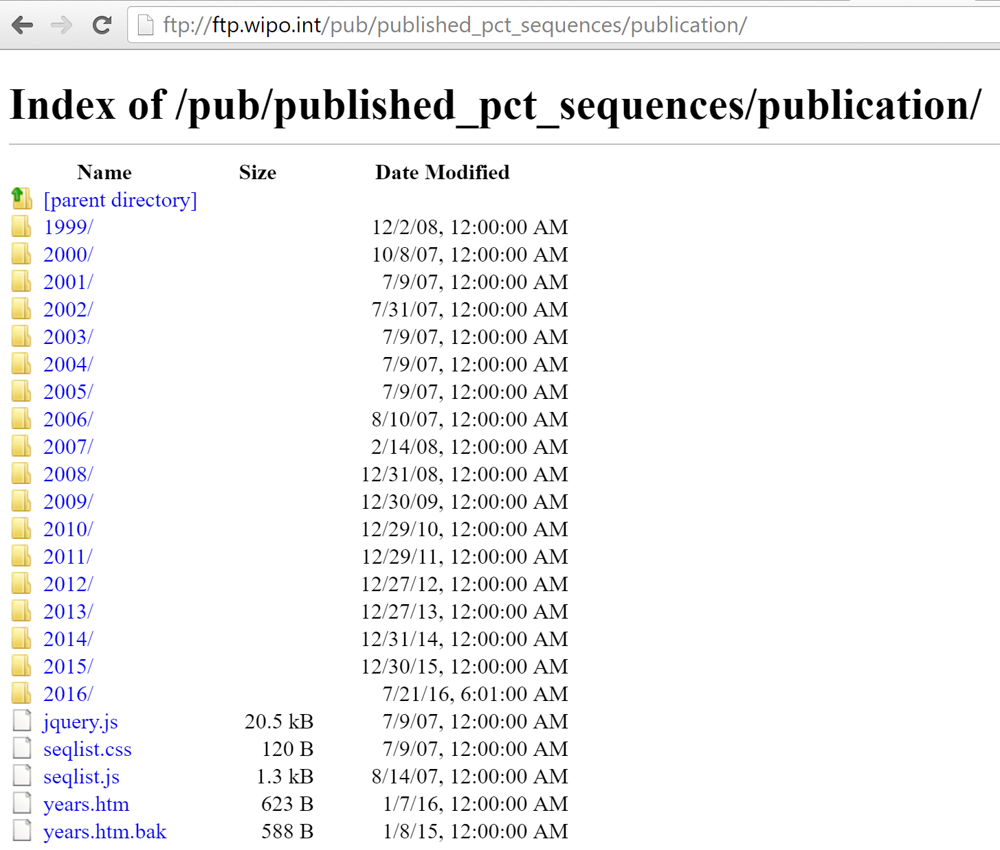 ftp://ftp.wipo.int/pub/published_pct_sequences/publication/
Index of /pub/published_pct_sequences/publication/
Name Size Date Modified
[parent directory]
1999/ 12/2/08, 12:00:00 AM
2000/ 10/8/07, 12:00:00 AM
2001/ 7/9/07, 12:00:00 AM
2002/ 7/31/07, 12:00:00 AM
2003/ 7/9/07, 12:00:00 AM
2004/ 7/9/07, 12:00:00 AM
2005/ 7/9/07, 12:00:00 AM
2006/ 8/10/07, 12:00:00 AM
2007/ 2/14/08, 12:00:00 AM
2008/ 12/31/08, 12:00:00 AM
2009/ 12/30/09, 12:00:00 AM
2010/ 12/29/10, 12:00:00 AM
2011/ 12/29/11, 12:00:00 AM
2012/ 12/27/12, 12:00:00 AM
2013/ 12/27/13, 12:00:00 AM
2014/ 12/31/14, 12:00:00 AM
2015/ 12/30/15, 12:00:00 AM
2016/ 7/21/16, 6:01:00 AM
jquery.js 20.5 kB 7/9/07, 12:00:00 AM
seqlist.css 120 B 7/9/07, 12:00:00 AM
seqlist.js 1.3 kB 8/14/07, 12:00:00 AM
years.htm 623 B 1/7/16, 12:00:00 AM
years.htm.bak 588 B 1/8/15, 12:00:00 AM